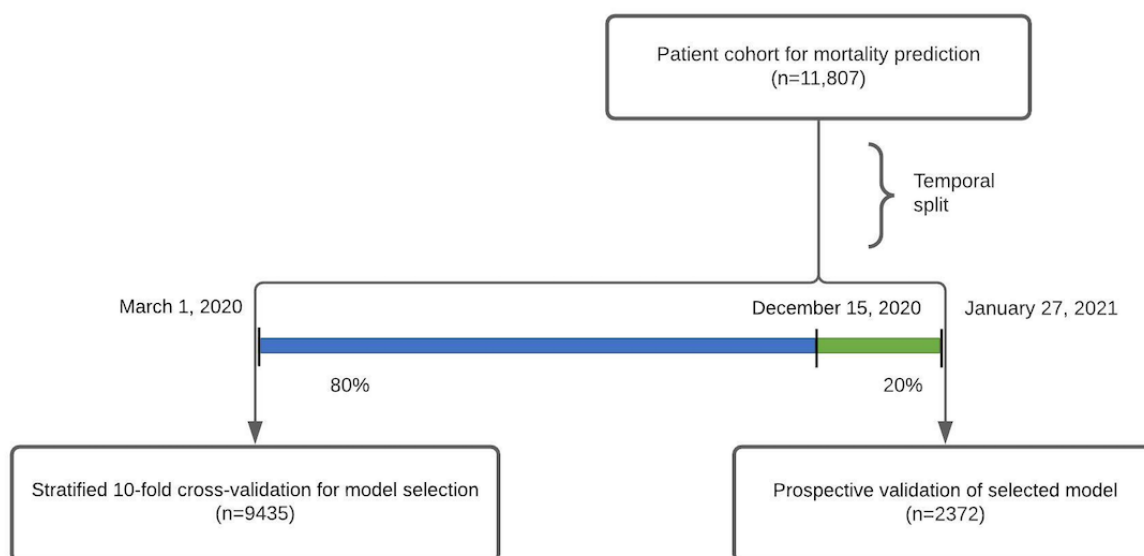 Patient cohort for mortality prediction
(n=11,807)
Temporal
split
March 1, 2020
December 15, 2020
January 27, 2021
80%
20%
Stratified 10-fold cross-validation for model selection
(n=9435)
Prospective validation of selected model
(n=2372)